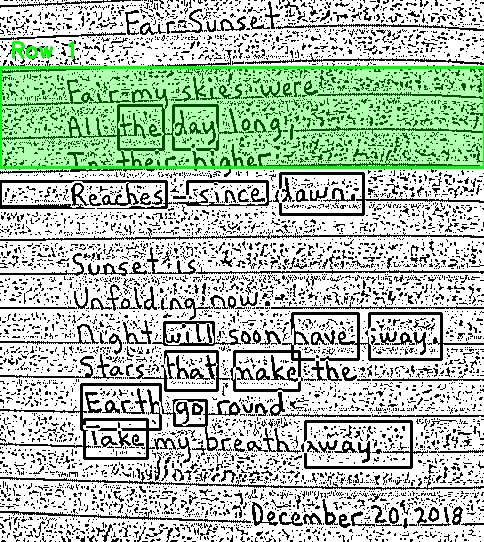 Fair Sunset
Row 1
Fair my skies were
All the day long,
In their higher
Reaches - since dawn.
Sunset is
Unfolding now.
Night will soon have sway.
Stars that make the
Earth go round
Take my breath away.
December 20, 2018